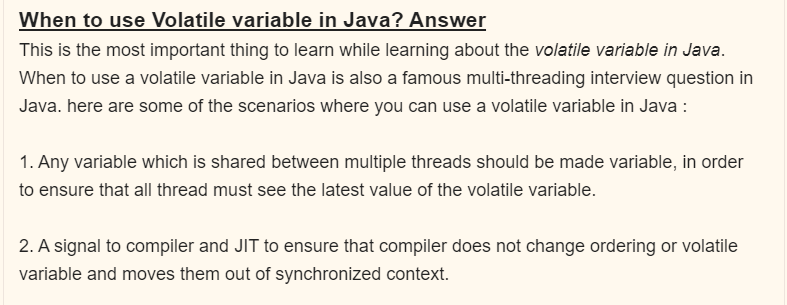 When to use Volatile variable in Java? Answer
This is the most important thing to learn while learning about the volatile variable in Java.
When to use a volatile variable in Java is also a famous multi-threading interview question in
Java. here are some of the scenarios where you can use a volatile variable in Java :
1. Any variable which is shared between multiple threads should be made variable, in order
to ensure that all thread must see the latest value of the volatile variable.
2. A signal to compiler and JIT to ensure that compiler does not change ordering or volatile
variable and moves them out of synchronized context.